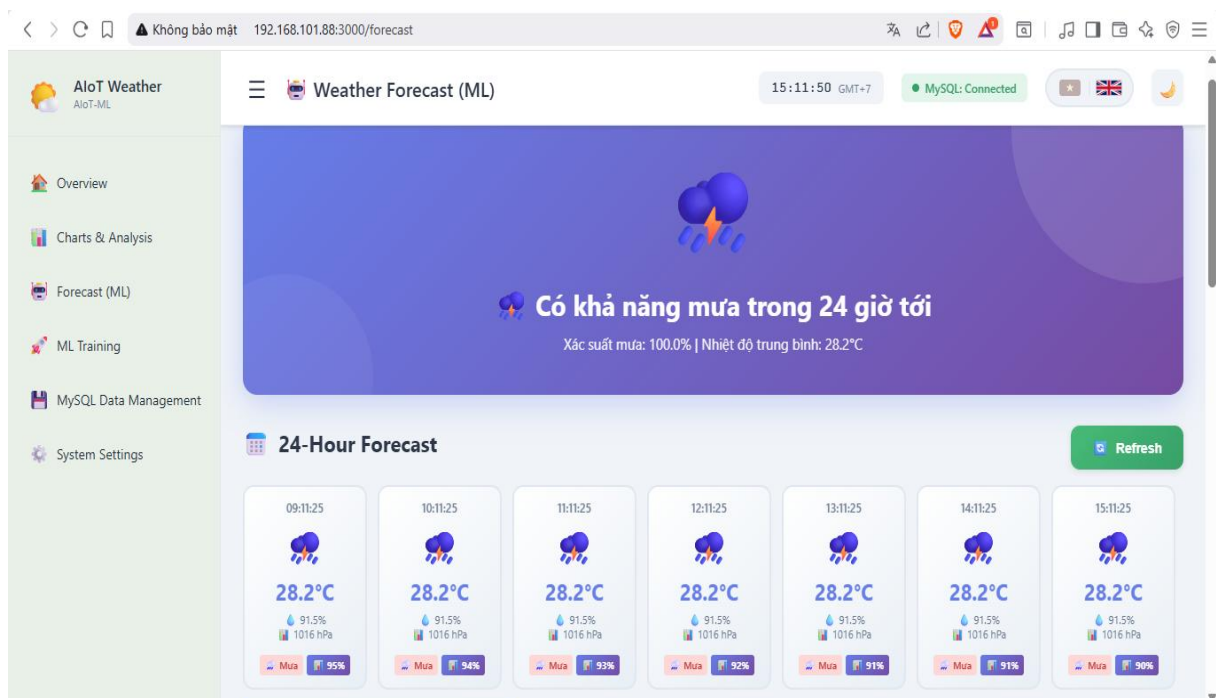 Không bảo mật 192.168.101.88:3000/forecast
AIoT Weather
AIoT-ML
Weather Forecast (ML)
15:11:50 GMT+7
MySQL: Connected
Overview
Charts & Analysis
Forecast (ML)
ML Training
MySQL Data Management
System Settings
Có khả năng mưa trong 24 giờ tới
Xác suất mưa: 100.0% | Nhiệt độ trung bình: 28.2°C
24-Hour Forecast
Refresh
09:11:25
28.2°C
91.5%
1016 hPa
Mưa 95%
10:11:25
28.2°C
91.5%
1016 hPa
Mưa 94%
11:11:25
28.2°C
91.5%
1016 hPa
Mưa 93%
12:11:25
28.2°C
91.5%
1016 hPa
Mưa 92%
13:11:25
28.2°C
91.5%
1016 hPa
Mưa 91%
14:11:25
28.2°C
91.5%
1016 hPa
Mưa 91%
15:11:25
28.2°C
91.5%
1016 hPa
Mưa 90%